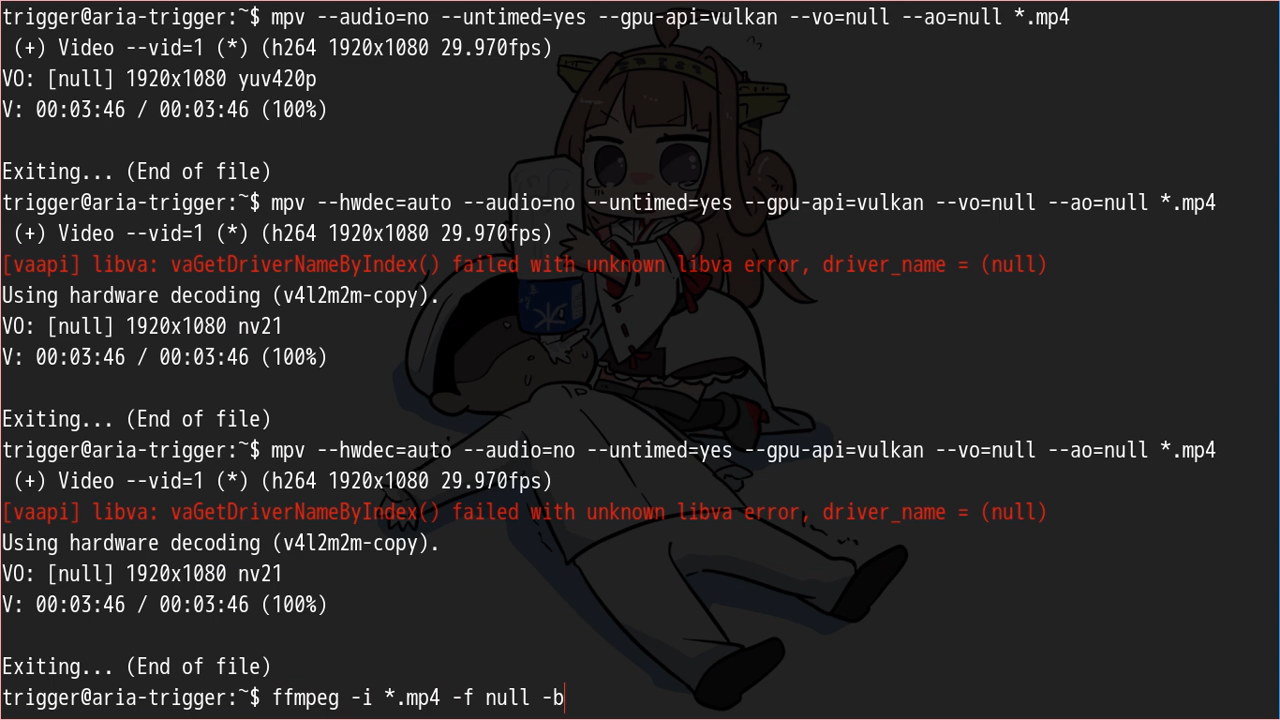 trigger@aria-trigger:~$ mpv --audio=no --untimed=yes --gpu-api=vulkan --vo=null --ao=null *.mp4
 (+) Video --vid=1 (*) (h264 1920x1080 29.970fps)
VO: [null] 1920x1080 yuv420p
V: 00:03:46 / 00:03:46 (100%)

Exiting... (End of file)
trigger@aria-trigger:~$ mpv --hwdec=auto --audio=no --untimed=yes --gpu-api=vulkan --vo=null --ao=null *.mp4
 (+) Video --vid=1 (*) (h264 1920x1080 29.970fps)
[vaapi] libva: vaGetDriverNameByIndex() failed with unknown libva error, driver_name = (null)
Using hardware decoding (v4l2m2m-copy).
VO: [null] 1920x1080 nv21
V: 00:03:46 / 00:03:46 (100%)

Exiting... (End of file)
trigger@aria-trigger:~$ mpv --hwdec=auto --audio=no --untimed=yes --gpu-api=vulkan --vo=null --ao=null *.mp4
 (+) Video --vid=1 (*) (h264 1920x1080 29.970fps)
[vaapi] libva: vaGetDriverNameByIndex() failed with unknown libva error, driver_name = (null)
Using hardware decoding (v4l2m2m-copy).
VO: [null] 1920x1080 nv21
V: 00:03:46 / 00:03:46 (100%)

Exiting... (End of file)
trigger@aria-trigger:~$ ffmpeg -i *.mp4 -f null -b